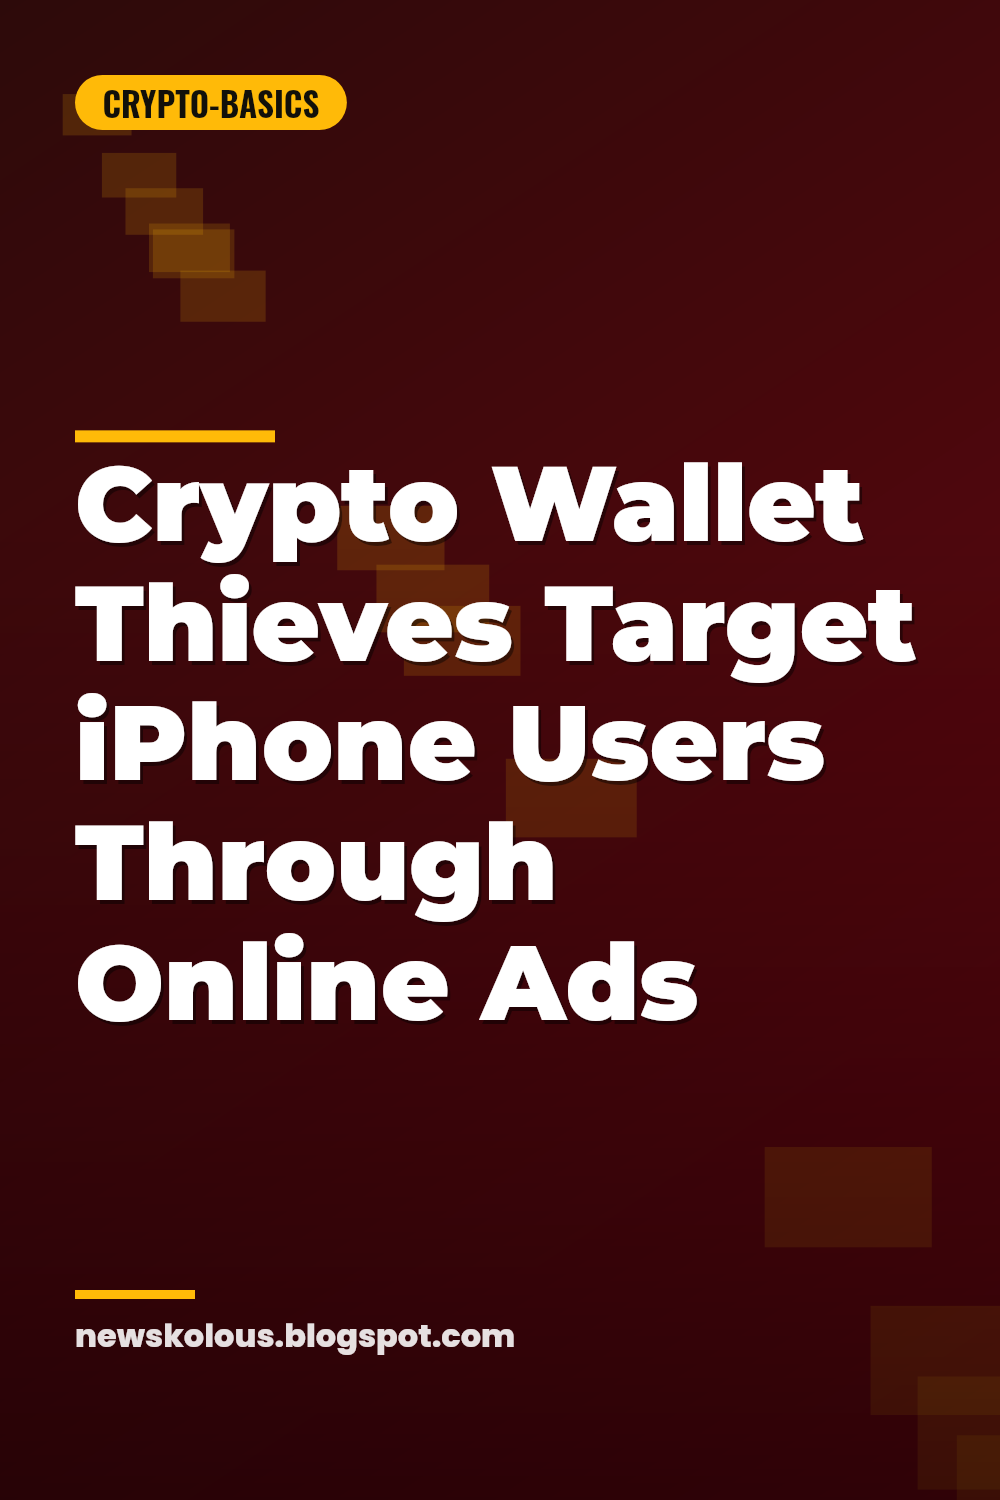 CRYPTO-BASICS
Crypto Wallet
Thieves Target
iPhone Users
Through
Online Ads
newskolous.blogspot.com